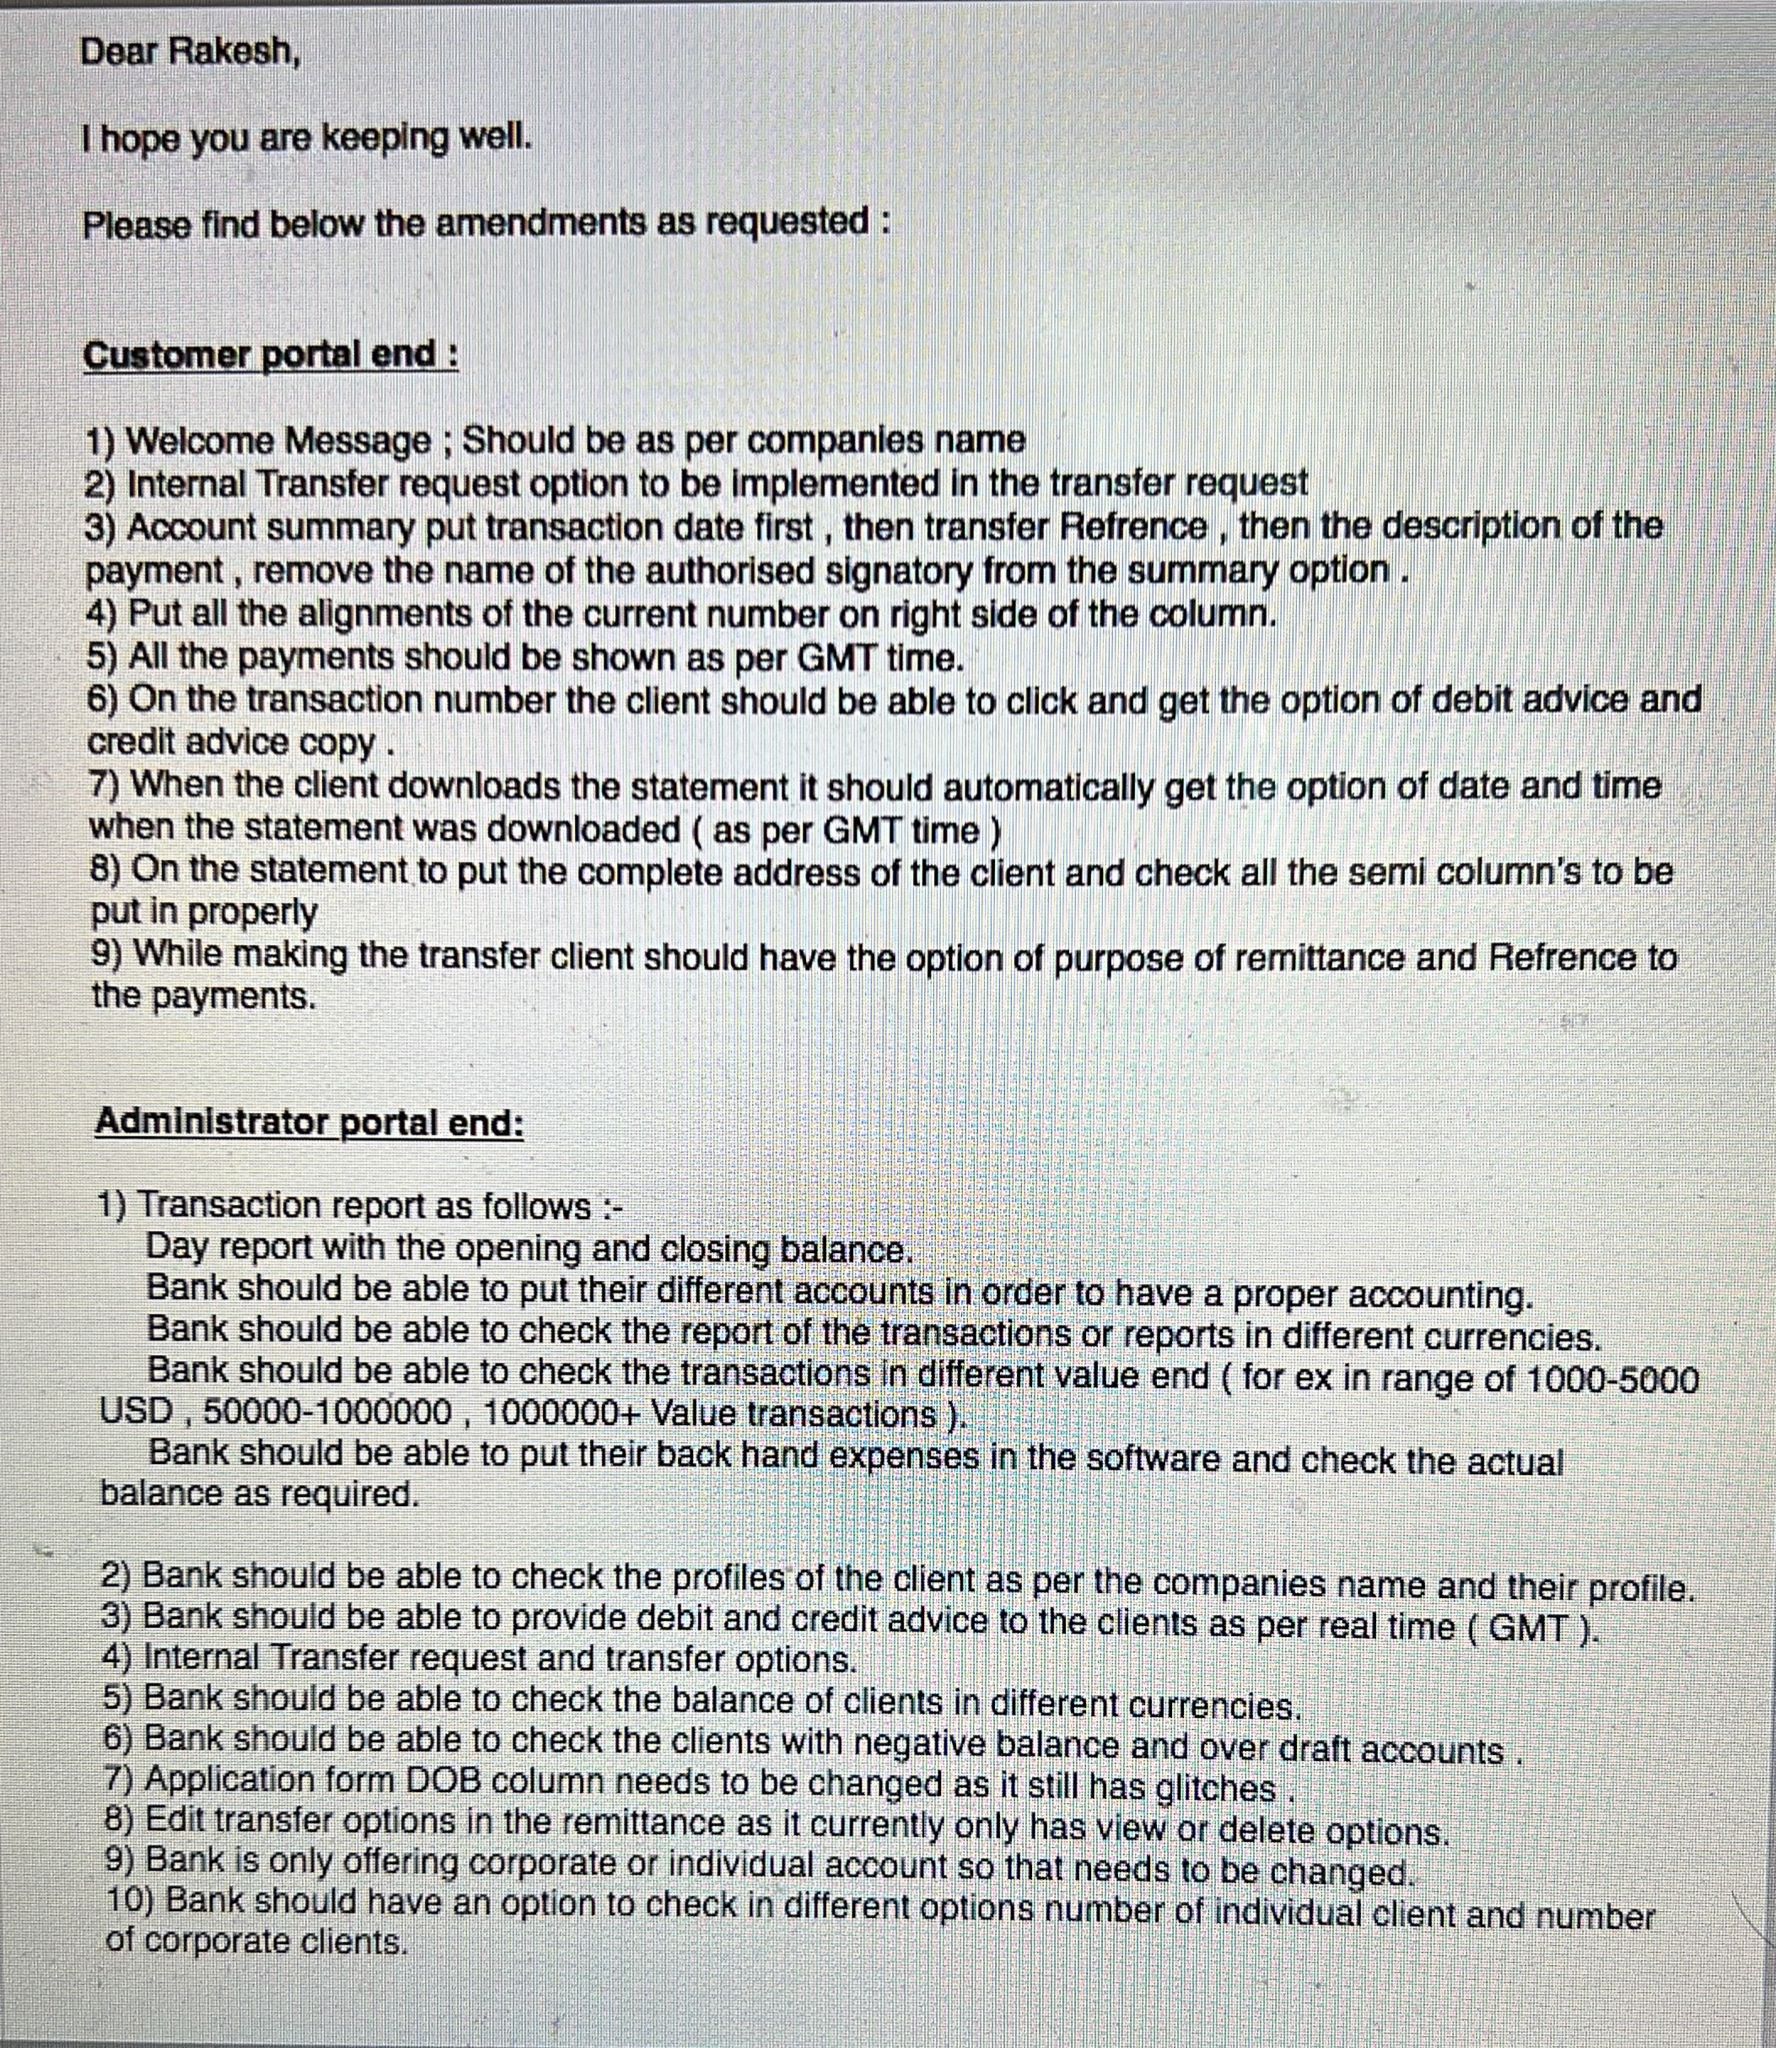 Dear Rakesh,
I hope you are keeping well.
Please find below the amendments as requested :
Customer portal end :
1) Welcome Message ; Should be as per companies name
2) Internal Transfer request option to be implemented in the transfer request
3) Account summary put transaction date first , then transfer Refrence , then the description of the
payment , remove the name of the authorised signatory from the summary option .
4) Put all the alignments of the current number on right side of the column.
5) All the payments should be shown as per GMT time.
6) On the transaction number the client should be able to click and get the option of debit advice and
credit advice copy .
7) When the client downloads the statement it should automatically get the option of date and time
when the statement was downloaded ( as per GMT time )
8) On the statement to put the complete address of the client and check all the semi column's to be
put in properly
9) While making the transfer client should have the option of purpose of remittance and Refrence to
the payments.
Administrator portal end:
1) Transaction report as follows :-
Day report with the opening and closing balance.
Bank should be able to put their different accounts in order to have a proper accounting.
Bank should be able to check the report of the transactions or reports in different currencies.
Bank should be able to check the transactions in different value end ( for ex in range of 1000-5000
USD , 50000-1000000 , 1000000+ Value transactions ).
Bank should be able to put their back hand expenses in the software and check the actual
balance as required.
2) Bank should be able to check the profiles of the client as per the companies name and their profile.
3) Bank should be able to provide debit and credit advice to the clients as per real time ( GMT ).
4) Internal Transfer request and transfer options.
5) Bank should be able to check the balance of clients in different currencies.
6) Bank should be able to check the clients with negative balance and over draft accounts .
7) Application form DOB column needs to be changed as it still has glitches .
8) Edit transfer options in the remittance as it currently only has view or delete options.
9) Bank is only offering corporate or individual account so that needs to be changed.
10) Bank should have an option to check in different options number of individual client and number
of corporate clients.